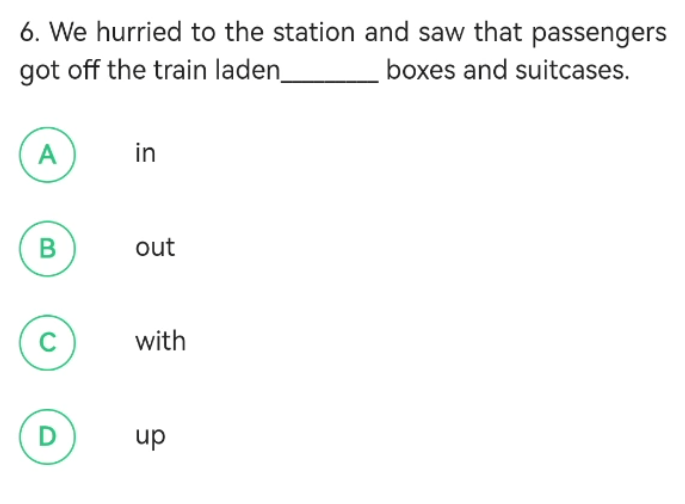 6. We hurried to the station and saw that passengers
got off the train laden________ boxes and suitcases.
A in
B out
C with
D up